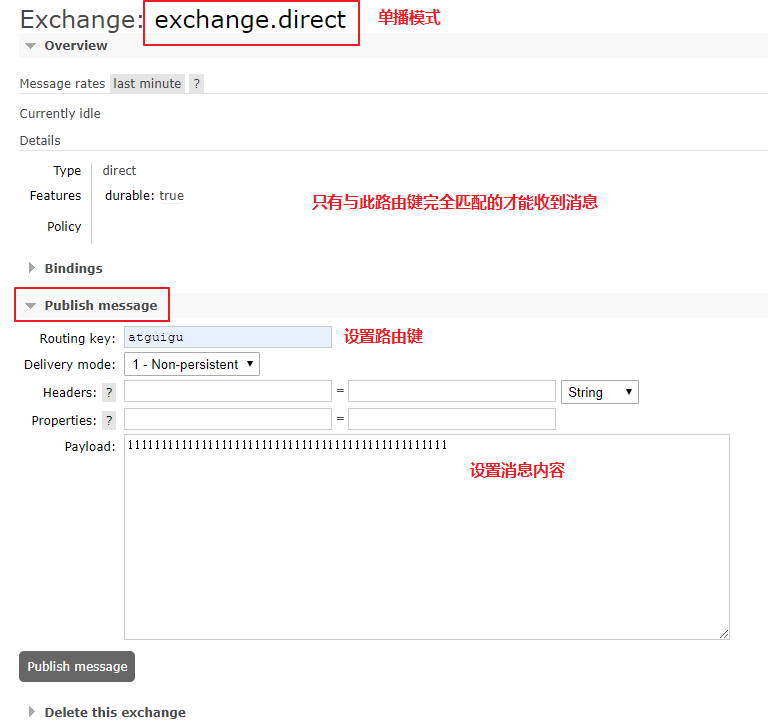 Exchange: exchange.direct 单播模式
Overview
Message rates last minute ?
Currently idle
Details
Type direct
Features durable: true
只有与此路由键完全匹配的才能收到消息
Policy
Bindings
Publish message
Routing key: atguigu 设置路由键
Delivery mode: 1 - Non-persistent
Headers: ? = String
Properties: ? =
Payload: 111111111111111111111111111111111111111111111111
设置消息内容
Publish message
Delete this exchange